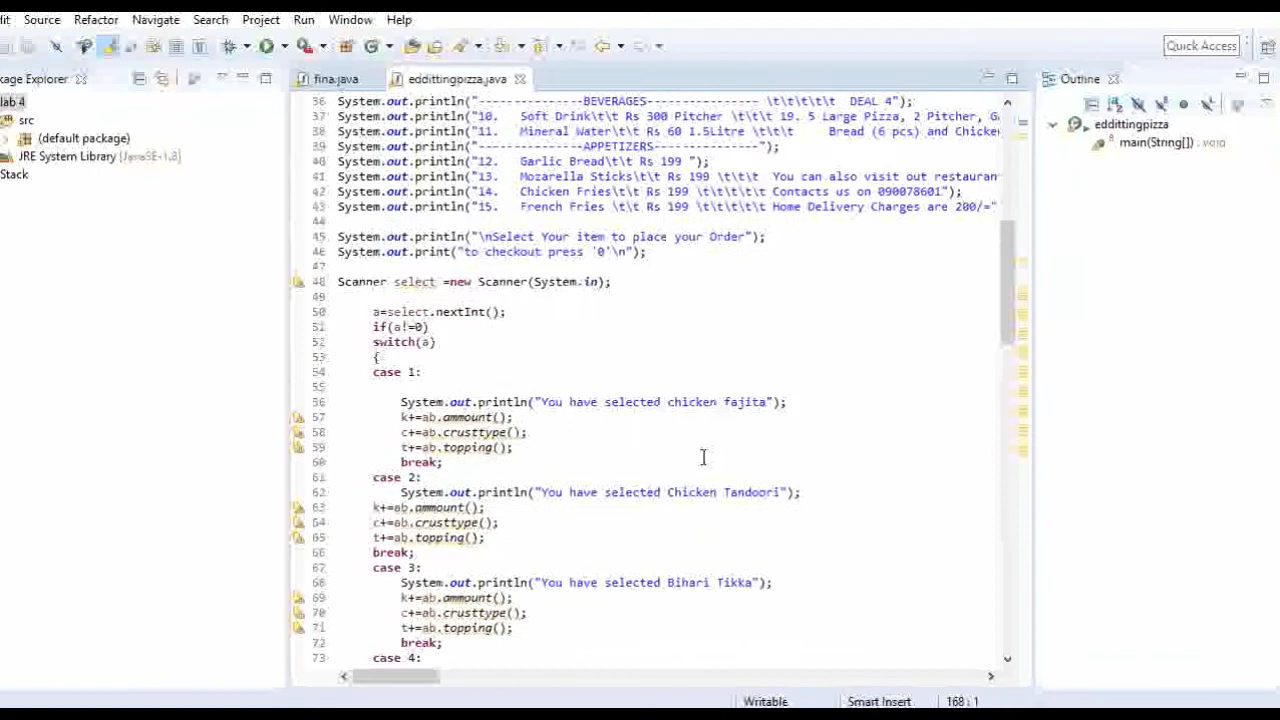 dit Source Refactor Navigate Search Project Run Window Help
Quick Access
kage Explorer
fina.java
eddittingpizza.java
Outline
lab 4
src
(default package)
JRE System Library [JavaSE-1.8]
Stack
eddittingpizza
main(String[]) : void
36 System.out.println("---------------BEVERAGES--------------- \t\t\t\t\t DEAL 4");
37 System.out.println("10. Soft Drink\t\t Rs 300 Pitcher \t\t\t 19. 5 Large Pizza, 2 Pitcher,
38 System.out.println("11. Mineral Water\t\t Rs 60 1.5Litre \t\t\t Bread (6 pcs) and Chicke
39 System.out.println("---------------APPETIZERS---------------");
40 System.out.println("12. Garlic Bread\t\t Rs 199 ");
41 System.out.println("13. Mozarella Sticks\t\t Rs 199 \t\t\t You can also visit out restauran
42 System.out.println("14. Chicken Fries\t\t Rs 199 \t\t\t\t Contacts us on 090078601");
43 System.out.println("15. French Fries \t\t Rs 199 \t\t\t\t\t Home Delivery Charges are 200/="
44
45 System.out.println("\nSelect Your item to place your Order");
46 System.out.print("to checkout press '0'\n");
47
48 Scanner select =new Scanner(System.in);
49
50 a=select.nextInt();
51 if(a!=0)
52 switch(a)
53 {
54 case 1:
55
56 System.out.println("You have selected chicken fajita");
57 k+=ab.ammount();
58 c+=ab.crusttype();
59 t+=ab.topping();
60 break;
61 case 2:
62 System.out.println("You have selected Chicken Tandoori");
63 k+=ab.ammount();
64 c+=ab.crusttype();
65 t+=ab.topping();
66 break;
67 case 3:
68 System.out.println("You have selected Bihari Tikka");
69 k+=ab.ammount();
70 c+=ab.crusttype();
71 t+=ab.topping();
72 break;
73 case 4:
Writable
Smart Insert
168 : 1